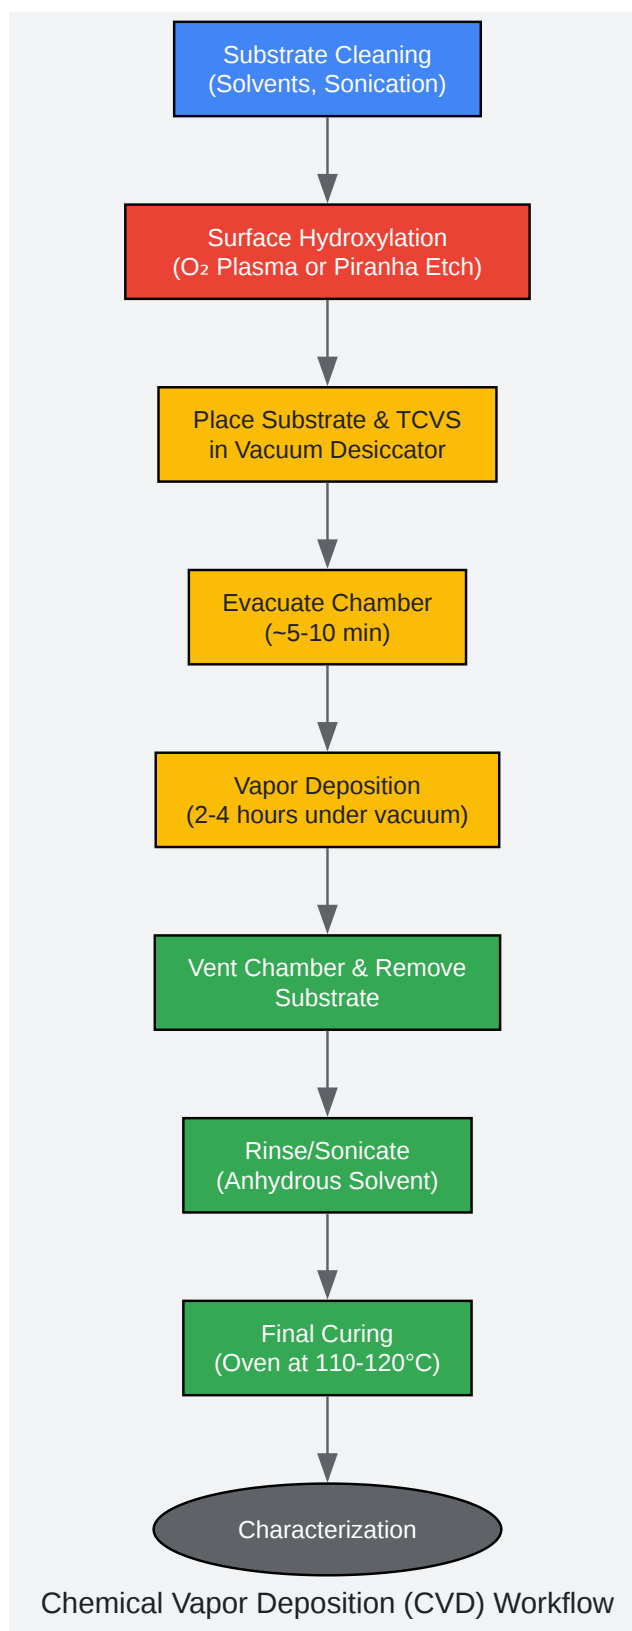 Substrate Cleaning
(Solvents, Sonication)
Surface Hydroxylation
(O₂ Plasma or Piranha Etch)
Place Substrate & TCVS
in Vacuum Desiccator
Evacuate Chamber
(~5-10 min)
Vapor Deposition
(2-4 hours under vacuum)
Vent Chamber & Remove
Substrate
Rinse/Sonicate
(Anhydrous Solvent)
Final Curing
(Oven at 110-120°C)
Characterization
Chemical Vapor Deposition (CVD) Workflow